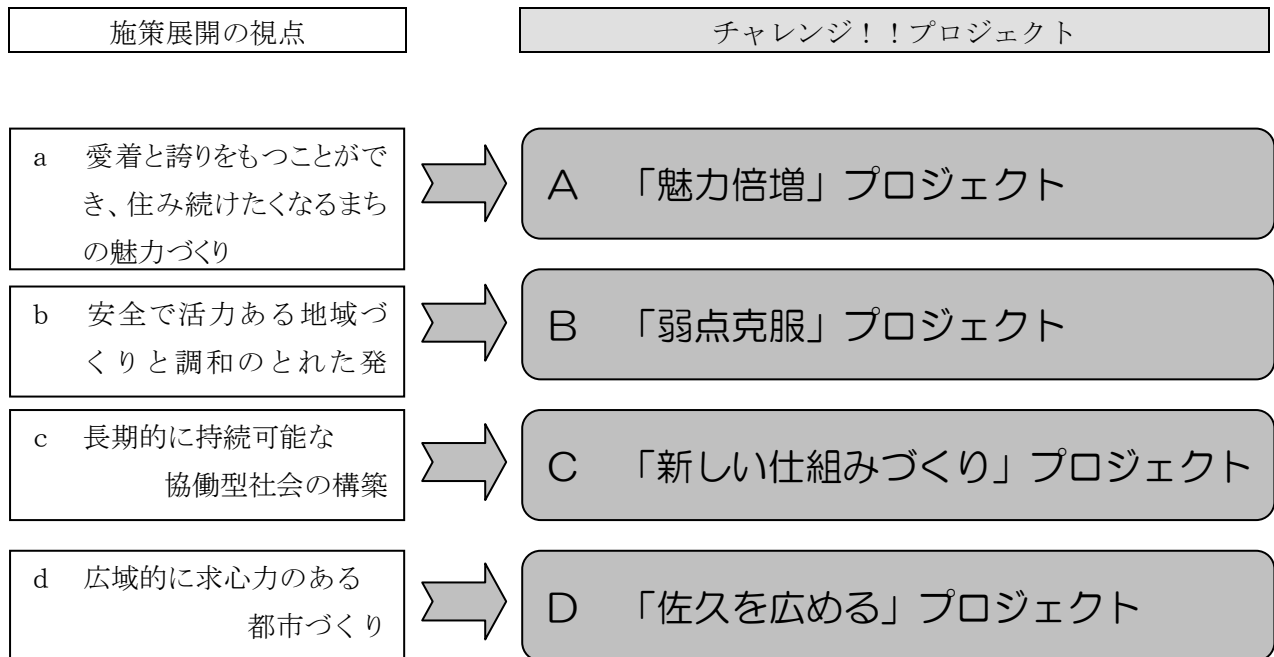 施策展開の視点
チャレンジ！！プロジェクト
a 愛着と誇りをもつことがで
き、住み続けたくなるまち
の魅力づくり
A 「魅力倍増」プロジェクト
b 安全で活力ある地域づ
くりと調和のとれた発
B 「弱点克服」プロジェクト
c 長期的に持続可能な
協働型社会の構築
C 「新しい仕組みづくり」プロジェクト
d 広域的に求心力のある
都市づくり
D 「佐久を広める」プロジェクト